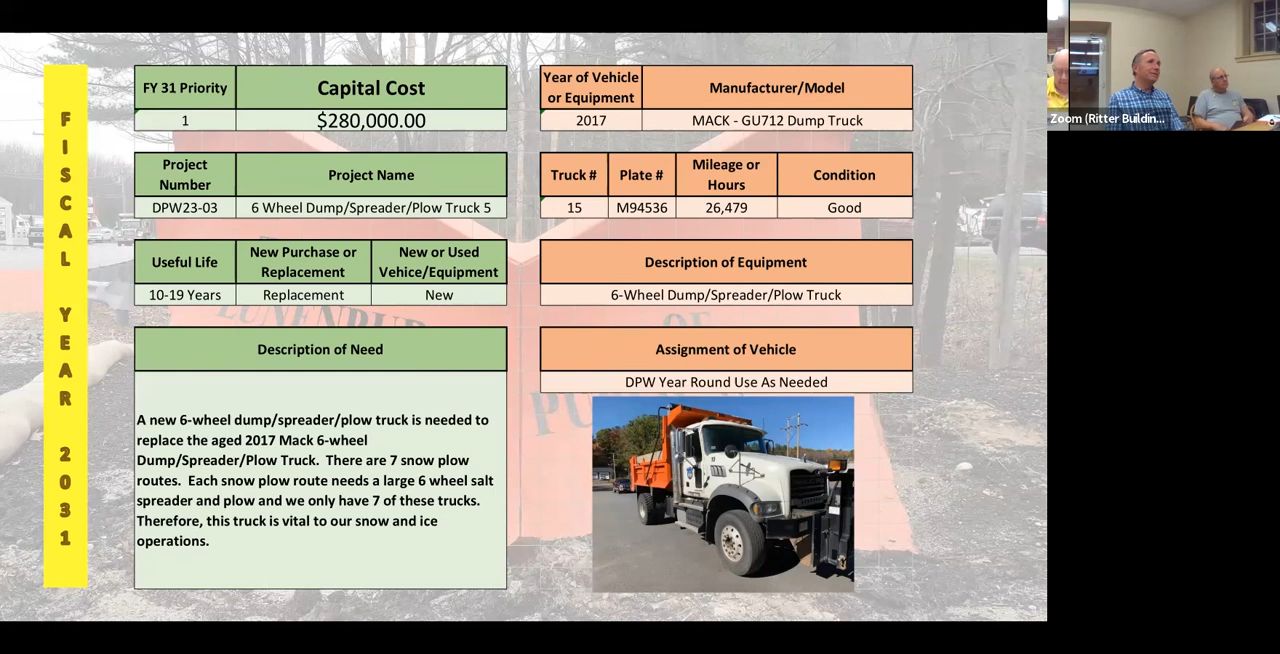 FISCAL YEAR 2031
FY 31 Priority
Capital Cost
1
$280,000.00
Project
Number
Project Name
DPW23-03
6 Wheel Dump/Spreader/Plow Truck 5
Useful Life
New Purchase or
Replacement
New or Used
Vehice/Equipment
10-19 Years
Replacement
New
Description of Need
A new 6-wheel dump/spreader/plow truck is needed to
replace the aged 2017 Mack 6-wheel
Dump/Spreader/Plow Truck.  There are 7 snow plow
routes.  Each snow plow route needs a large 6 wheel salt
spreader and plow and we only have 7 of these trucks.
Therefore, this truck is vital to our snow and ice
operations.
Year of Vehicle
or Equipment
Manufacturer/Model
2017
MACK - GU712 Dump Truck
Truck #
Plate #
Mileage or
Hours
Condition
15
M94536
26,479
Good
Description of Equipment
6-Wheel Dump/Spreader/Plow Truck
Assignment of Vehicle
DPW Year Round Use As Needed
Zoom (Ritter Buildin...
OF